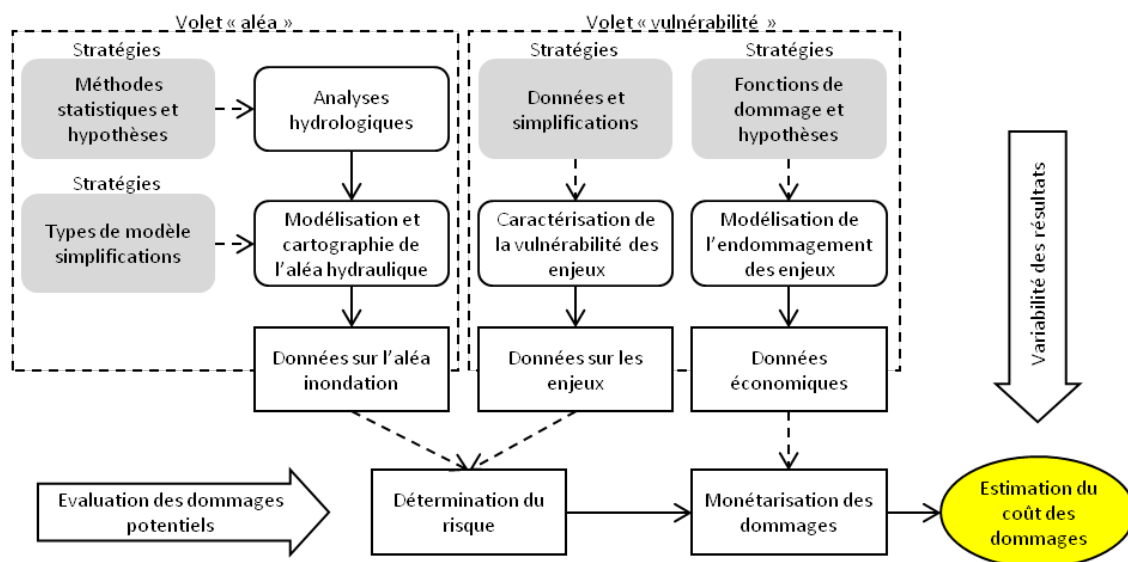 Volet « aléa »
Volet « vulnérabilité »
Stratégies
Méthodes
statistiques et
hypothèses
Analyses
hydrologiques
Stratégies
Types de modèle
simplifications
Modélisation et
cartographie de
l’aléa hydraulique
Données sur l’aléa
inondation
Stratégies
Données et
simplifications
Caractérisation de
la vulnérabilité des
enjeux
Données sur les
enjeux
Stratégies
Fonctions de
dommage et
hypothèses
Modélisation de
l’endommagement
des enjeux
Données
économiques
Variabilité des résultats
Evaluation des dommages
potentiels
Détermination du
risque
Monétarisation des
dommages
Estimation du
coût des
dommages